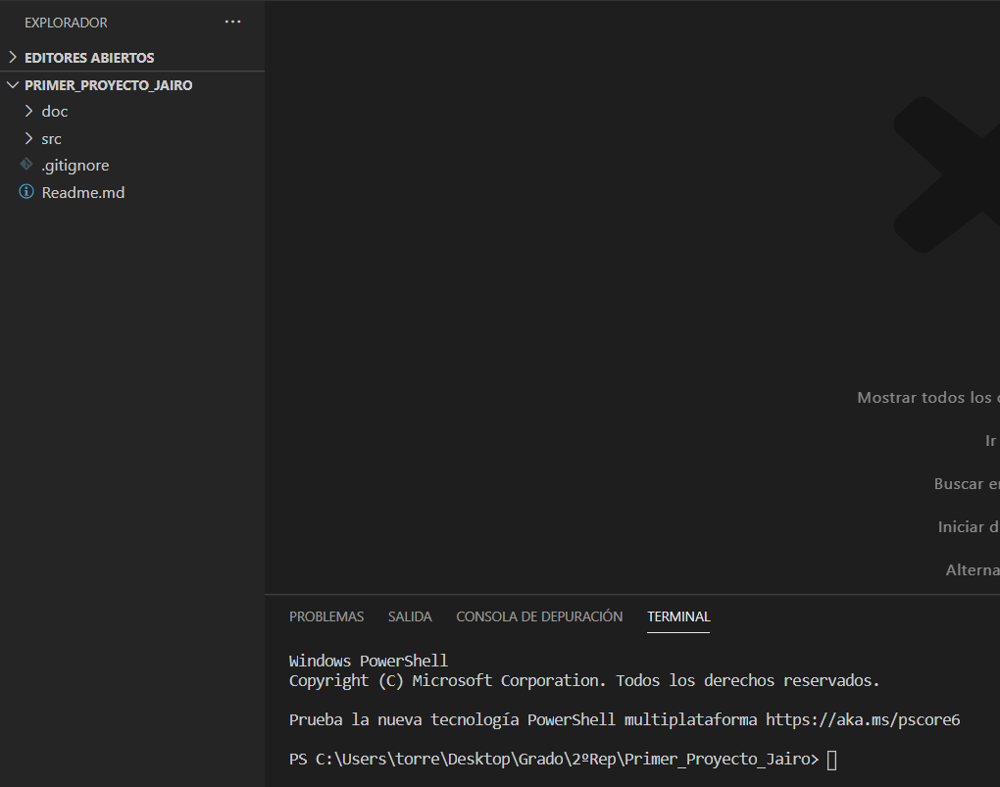 EXPLORADOR
EDITORES ABIERTOS
PRIMER_PROYECTO_JAIRO
doc
src
.gitignore
Readme.md
Mostrar todos los
Ir
Buscar
Iniciar
PROBLEMAS SALIDA CONSOLA DE DEPURACIÓN TERMINAL
Windows PowerShell
Copyright (C) Microsoft Corporation. Todos los derechos reservados.
Prueba la nueva tecnología PowerShell multiplataforma https://aka.ms/pscore6
PS C:\Users\torre\Desktop\Grado\2ºRep\Primer_Proyecto_Jairo>